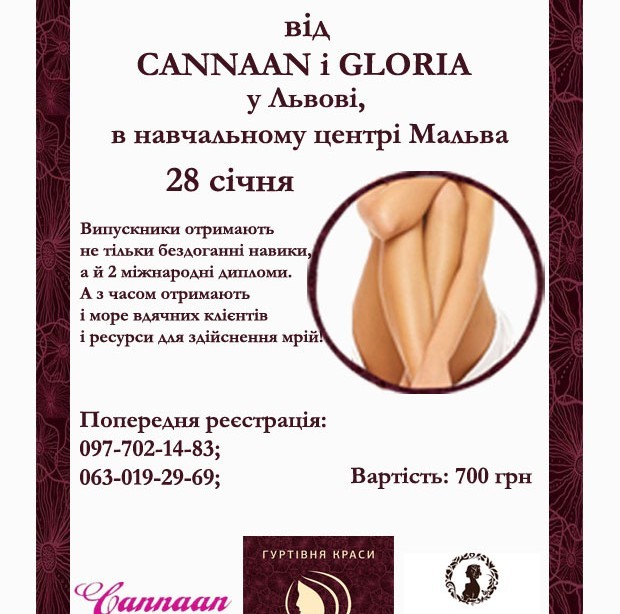 від
CANNAAN і GLORIA
у Львові,
в навчальному центрі Мальва
28 січня
Випускники отримають
не тільки бездоганні навики,
а й 2 міжнародні дипломи.
А з часом отримають
і море вдячних клієнтів
і ресурси для здійснення мрій!
Попередня реєстрація:
097-702-14-83;
063-019-29-69;
Вартість: 700 грн
ГУРТІВНЯ КРАСИ
Cannaan